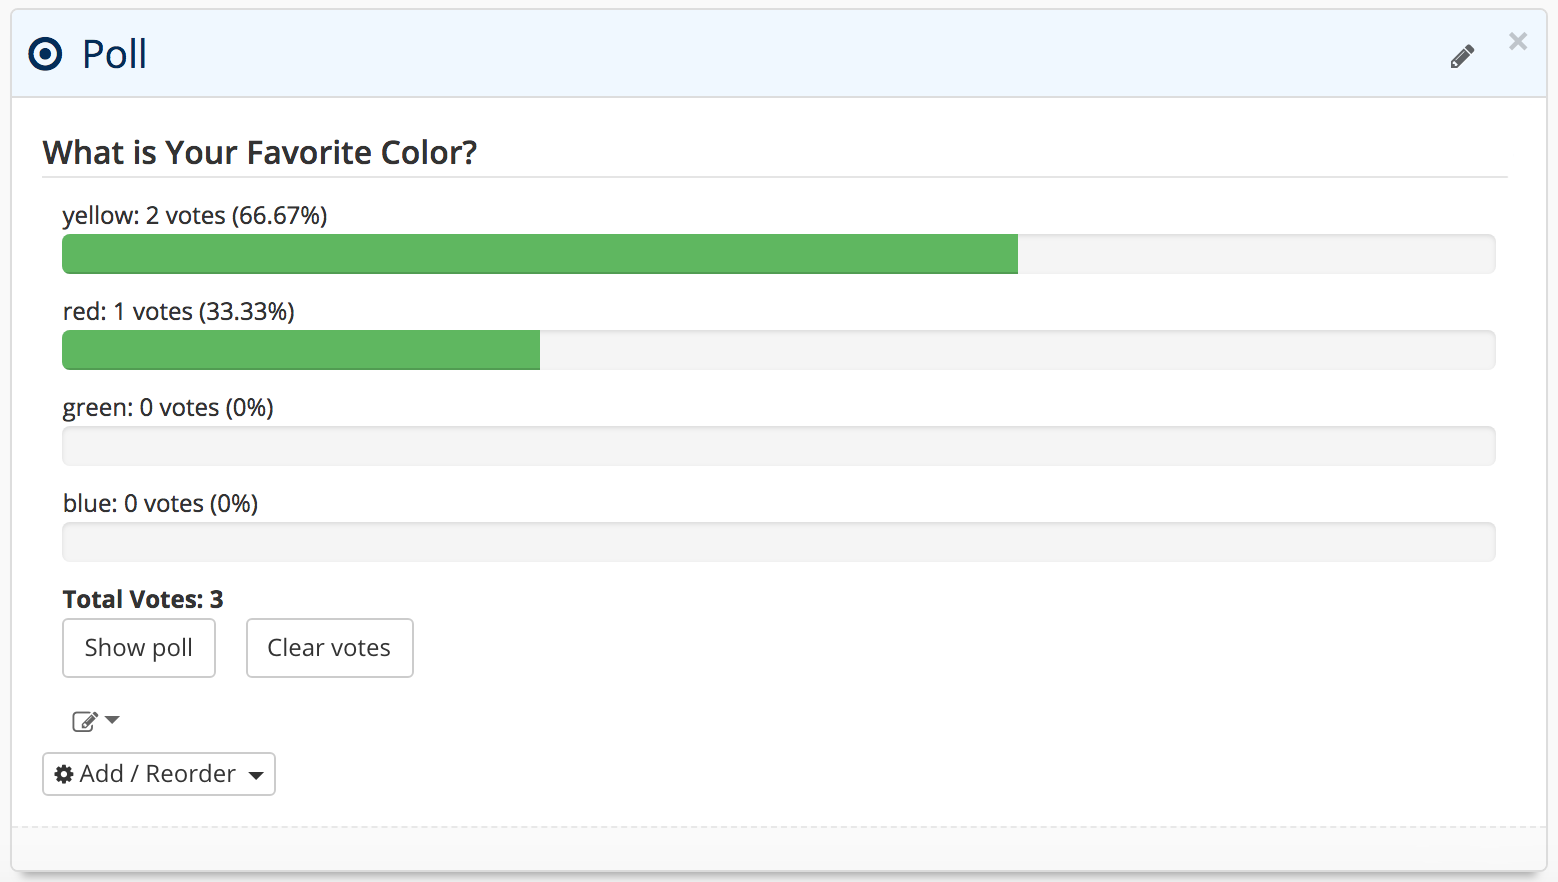 Poll
What is Your Favorite Color?
yellow: 2 votes (66.67%)
red: 1 votes (33.33%)
green: 0 votes (0%)
blue: 0 votes (0%)
Total Votes: 3
Show poll Clear votes
Add / Reorder